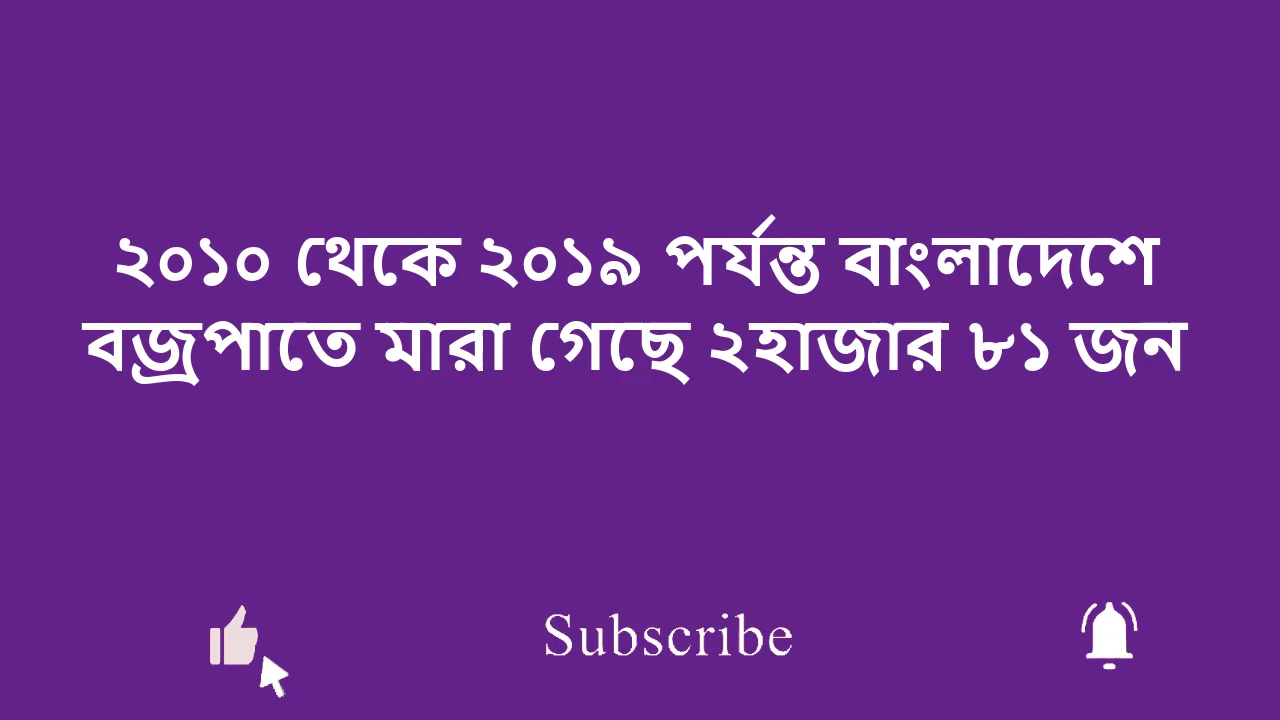 ২০১০ থেকে ২০১৯ পর্যন্ত বাংলাদেশে
বজ্রপাতে মারা গেছে ২হাজার ৮১ জন
Subscribe